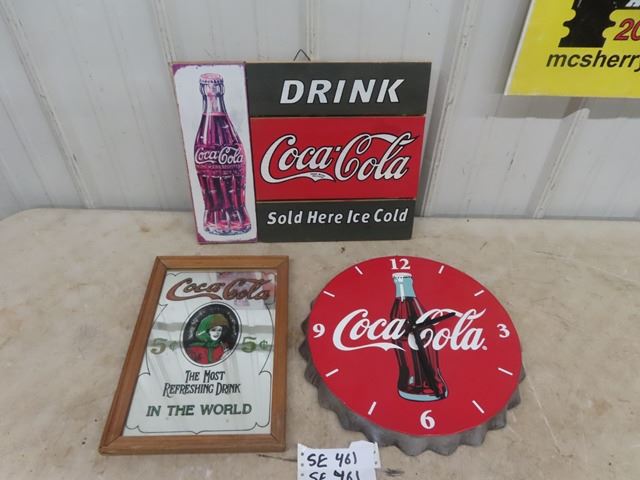 20
mcsherry
DRINK
Coca-Cola
Coca-Cola
Sold Here Ice Cold
Coca-Cola
5¢ 5¢
THE MOST
REFRESHING DRINK
IN THE WORLD
12
9 3
Coca-Cola
6
SE 461
SE 461